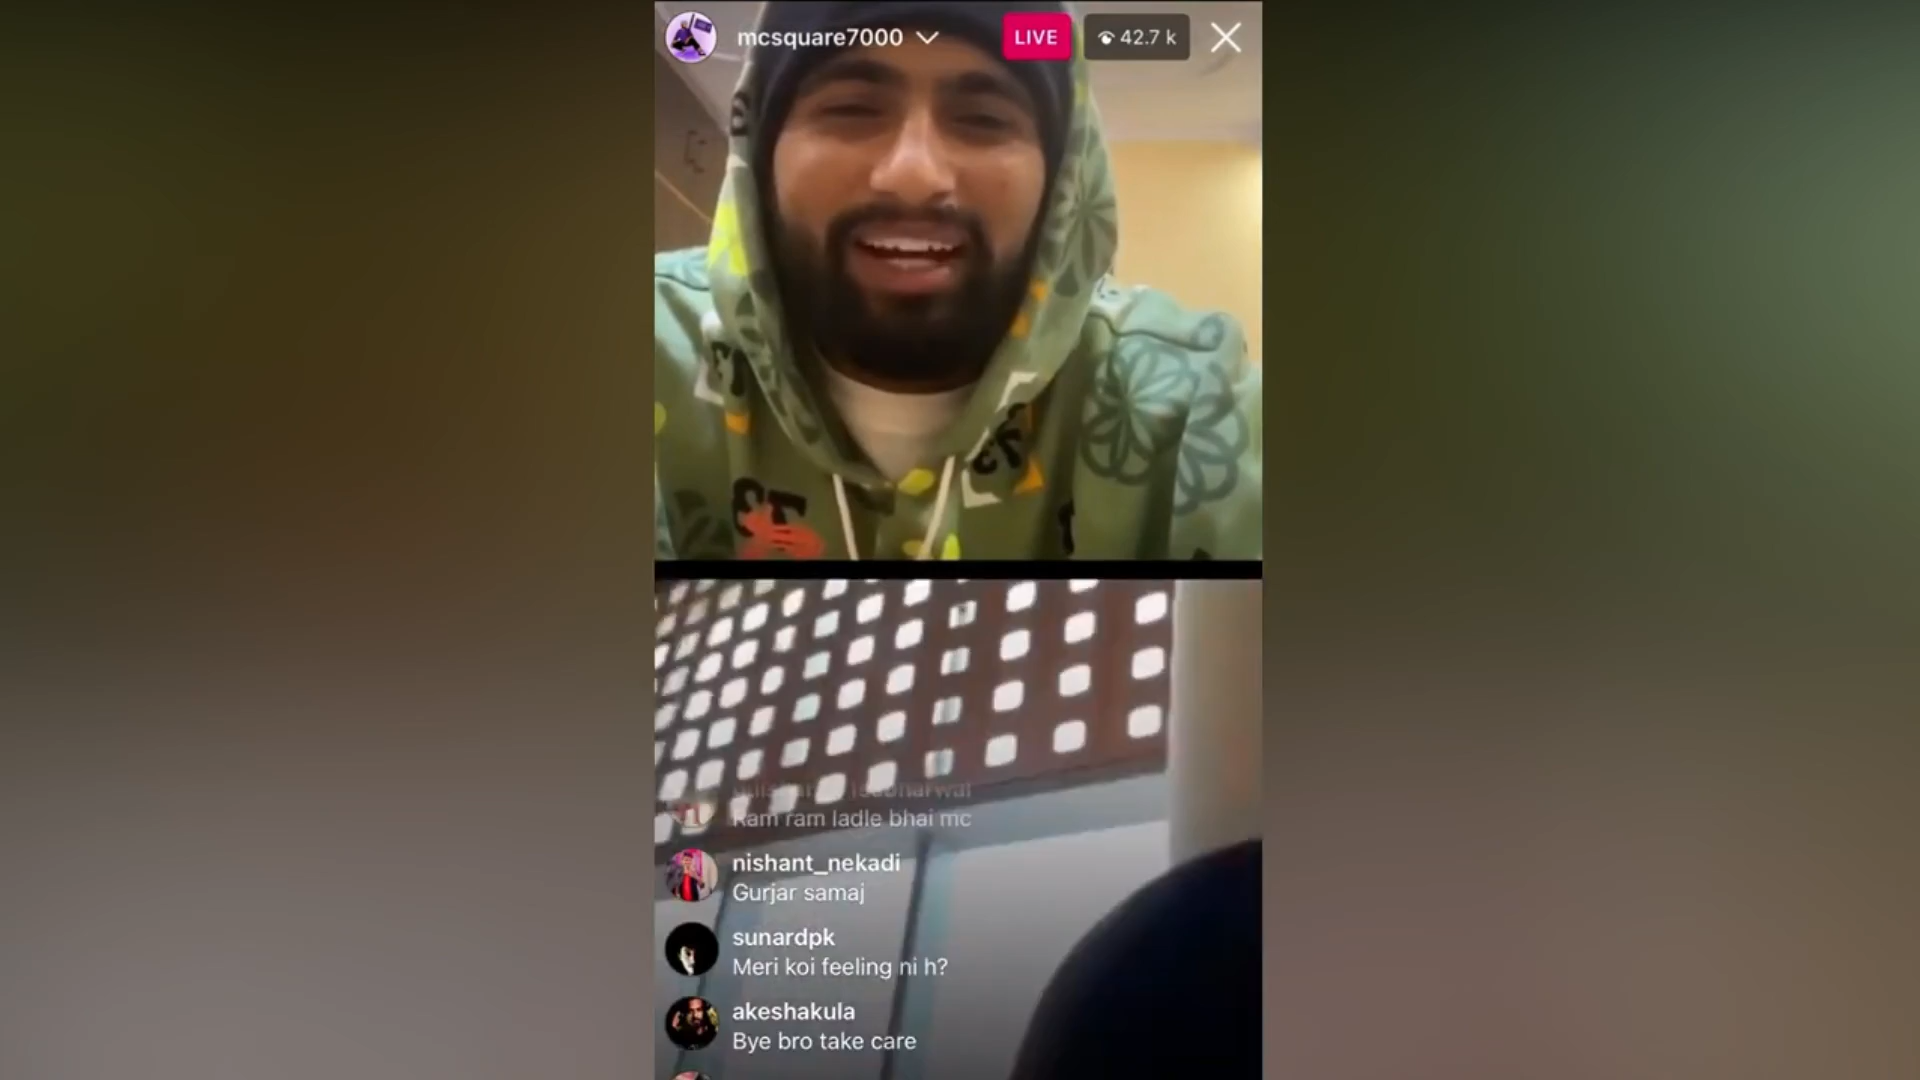 mcsquare7000
LIVE
42.7 k
Ram ram ladle bhai mc
nishant_nekadi
Gurjar samaj
sunardpk
Meri koi feeling ni h?
akeshakula
Bye bro take care